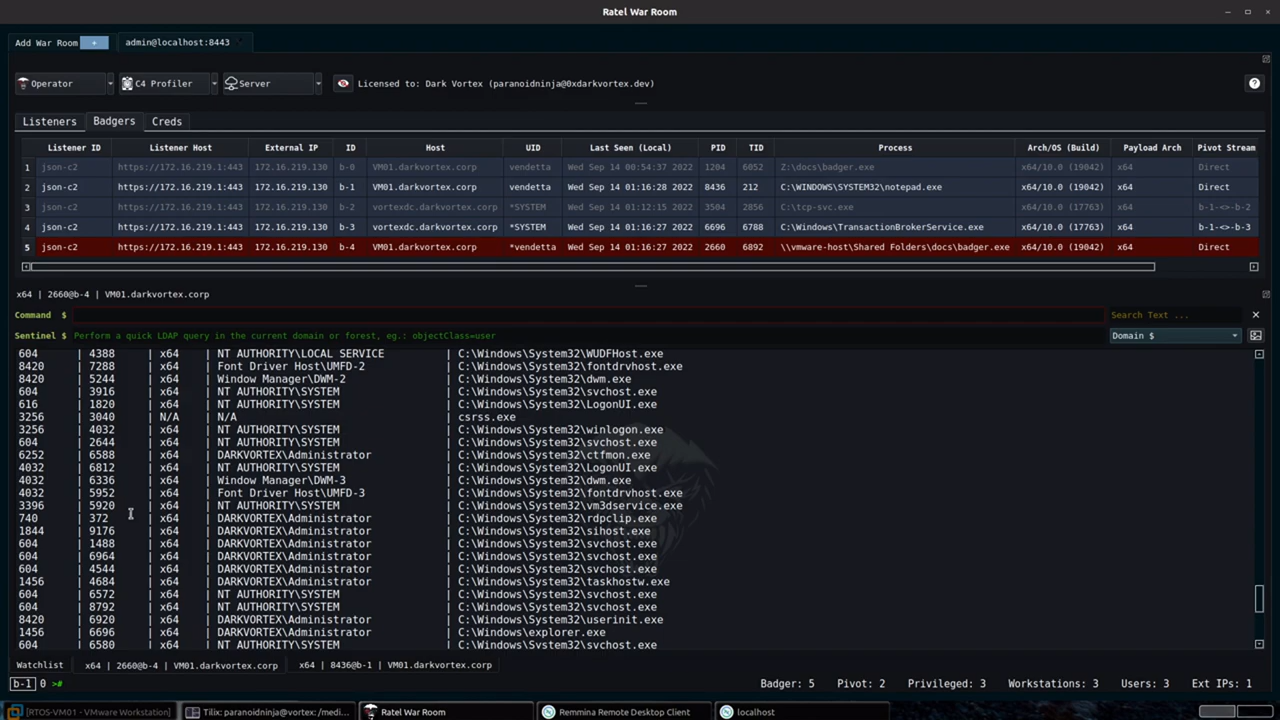 Ratel War Room
Add War Room + admin@localhost:8443
Operator C4 Profiler Server Licensed to: Dark Vortex (paranoidninja@0xdarkvortex.dev) ?
Listeners Badgers Creds
Listener ID Listener Host External IP ID Host UID Last Seen (Local) PID TID Process Arch/OS (Build) Payload Arch Pivot Stream
1 json-c2 https://172.16.219.1:443 172.16.219.130 b-0 VM01.darkvortex.corp vendetta Wed Sep 14 00:54:37 2022 1204 6052 Z:\docs\badger.exe x64/10.0 (19042) x64 Direct
2 json-c2 https://172.16.219.1:443 172.16.219.130 b-1 VM01.darkvortex.corp vendetta Wed Sep 14 01:16:28 2022 8436 212 C:\WINDOWS\SYSTEM32\notepad.exe x64/10.0 (19042) x64 Direct
3 json-c2 https://172.16.219.1:443 172.16.219.130 b-2 vortexdc.darkvortex.corp *SYSTEM Wed Sep 14 01:12:15 2022 3504 2856 C:\tcp-svc.exe x64/10.0 (17763) x64 b-1-<>-b-2
4 json-c2 https://172.16.219.1:443 172.16.219.130 b-3 vortexdc.darkvortex.corp *SYSTEM Wed Sep 14 01:16:27 2022 6696 6788 C:\Windows\TransactionBrokerService.exe x64/10.0 (17763) x64 b-1-<>-b-3
5 json-c2 https://172.16.219.1:443 172.16.219.130 b-4 VM01.darkvortex.corp *vendetta Wed Sep 14 01:16:27 2022 2660 6892 \\vmware-host\Shared Folders\docs\badger.exe x64/10.0 (19042) x64 Direct
x64 | 2660@b-4 | VM01.darkvortex.corp
Command $ Search Text ...
Sentinel $ Perform a quick LDAP query in the current domain or forest, eg.: objectClass=user Domain $
604 | 4388 | x64 | NT AUTHORITY\LOCAL SERVICE | C:\Windows\System32\WUDFHost.exe
8420 | 7288 | x64 | Font Driver Host\UMFD-2 | C:\Windows\System32\fontdrvhost.exe
8420 | 5244 | x64 | Window Manager\DWM-2 | C:\Windows\System32\dwm.exe
604 | 3916 | x64 | NT AUTHORITY\SYSTEM | C:\Windows\System32\svchost.exe
616 | 1820 | x64 | NT AUTHORITY\SYSTEM | C:\Windows\System32\LogonUI.exe
3256 | 3040 | N/A | N/A | csrss.exe
3256 | 4032 | x64 | NT AUTHORITY\SYSTEM | C:\Windows\System32\winlogon.exe
604 | 2644 | x64 | NT AUTHORITY\SYSTEM | C:\Windows\System32\svchost.exe
6252 | 6588 | x64 | DARKVORTEX\Administrator | C:\Windows\System32\ctfmon.exe
4032 | 6812 | x64 | NT AUTHORITY\SYSTEM | C:\Windows\System32\LogonUI.exe
4032 | 6336 | x64 | Window Manager\DWM-3 | C:\Windows\System32\dwm.exe
4032 | 5952 | x64 | Font Driver Host\UMFD-3 | C:\Windows\System32\fontdrvhost.exe
3396 | 5920 | x64 | NT AUTHORITY\SYSTEM | C:\Windows\System32\vm3dservice.exe
740 | 372 | x64 | DARKVORTEX\Administrator | C:\Windows\System32\rdpclip.exe
1844 | 9176 | x64 | DARKVORTEX\Administrator | C:\Windows\System32\sihost.exe
604 | 1488 | x64 | DARKVORTEX\Administrator | C:\Windows\System32\svchost.exe
604 | 6964 | x64 | DARKVORTEX\Administrator | C:\Windows\System32\svchost.exe
604 | 4544 | x64 | DARKVORTEX\Administrator | C:\Windows\System32\svchost.exe
1456 | 4684 | x64 | DARKVORTEX\Administrator | C:\Windows\System32\taskhostw.exe
604 | 6572 | x64 | NT AUTHORITY\SYSTEM | C:\Windows\System32\svchost.exe
604 | 8792 | x64 | NT AUTHORITY\SYSTEM | C:\Windows\System32\svchost.exe
8420 | 6920 | x64 | DARKVORTEX\Administrator | C:\Windows\System32\userinit.exe
1456 | 6696 | x64 | DARKVORTEX\Administrator | C:\Windows\explorer.exe
604 | 6580 | x64 | NT AUTHORITY\SYSTEM | C:\Windows\System32\svchost.exe
Watchlist x64 | 2660@b-4 | VM01.darkvortex.corp x64 | 8436@b-1 | VM01.darkvortex.corp
b-1 0 ># Badger: 5 Pivot: 2 Privileged: 3 Workstations: 3 Users: 3 Ext IPs: 1
[RTOS-VM01 - VMware Workstation] Tilix: paranoidninja@vortex: /medi... Ratel War Room Remmina Remote Desktop Client localhost